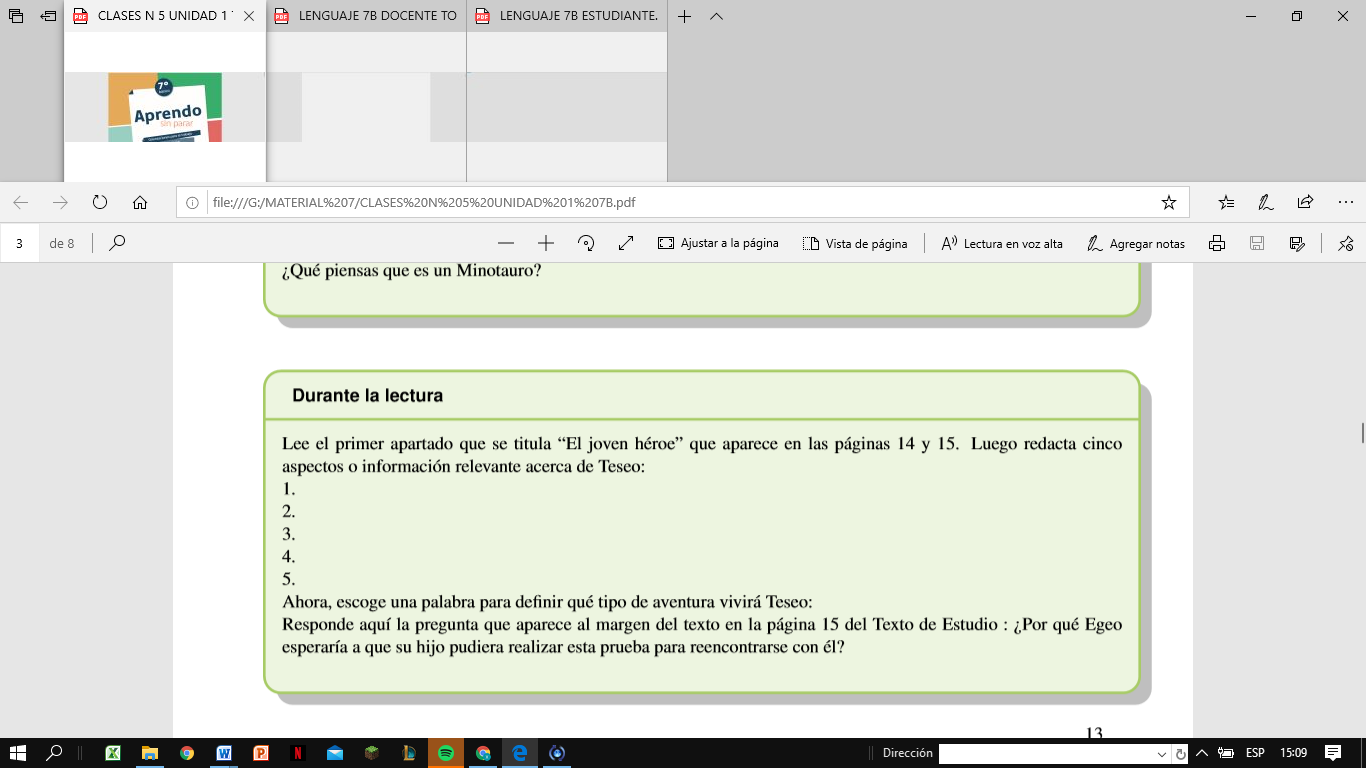 CLASES N 5 UNIDAD 1
LENGUAJE 7B DOCENTE TO
LENGUAJE 7B ESTUDIANTE.
7°
Aprendo
sin parar
file:///G:/MATERIAL%207/CLASES%20N%205%20UNIDAD%201%207B.pdf
3 de 8
Ajustar a la página
Vista de página
Lectura en voz alta
Agregar notas
¿Qué piensas que es un Minotauro?
Durante la lectura
Lee el primer apartado que se titula “El joven héroe” que aparece en las páginas 14 y 15. Luego redacta cinco
aspectos o información relevante acerca de Teseo:
1.
2.
3.
4.
5.
Ahora, escoge una palabra para definir qué tipo de aventura vivirá Teseo:
Responde aquí la pregunta que aparece al margen del texto en la página 15 del Texto de Estudio : ¿Por qué Egeo
esperaría a que su hijo pudiera realizar esta prueba para reencontrarse con él?
13
Dirección
ESP
15:09